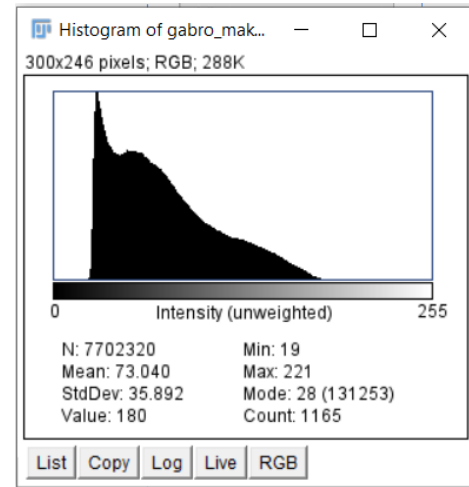 Histogram of gabro_mak...
300x246 pixels; RGB; 288K
0 Intensity (unweighted) 255
N: 7702320 Min: 19
Mean: 73.040 Max: 221
StdDev: 35.892 Mode: 28 (131253)
Value: 180 Count: 1165
List Copy Log Live RGB